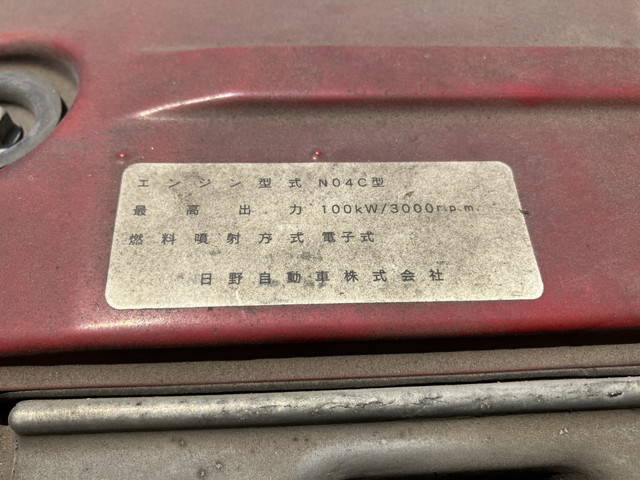 エンジン型式 N04C型
最高出力 100kW/3000r.p.m.
燃料噴射方式 電子式
日野自動車株式会社